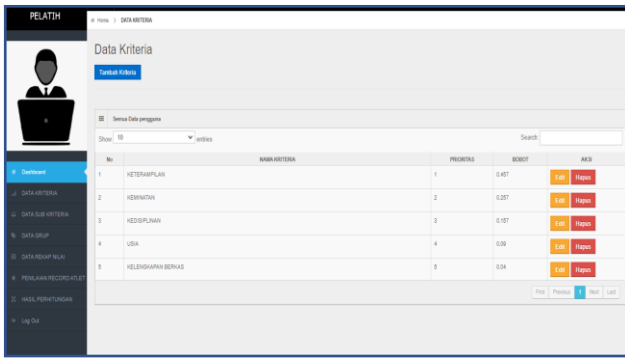 PELATIH
Home > DATA KRITERIA
Data Kriteria
Tambah Kriteria
Semua Data pengguna
Show 10 entries
Search:
No NAMA KRITERIA PRIORITAS BOBOT AKSI
1 KETERAMPILAN 1 0.457 Edit Hapus
2 KEMINATAN 2 0.257 Edit Hapus
3 KEDISIPLINAN 3 0.157 Edit Hapus
4 USIA 4 0.09 Edit Hapus
5 KELENGKAPAN BERKAS 5 0.04 Edit Hapus
First Previous 1 Next Last
Dashboard
DATA KRITERIA
DATA SUB KRITERIA
DATA GRUP
DATA REKAP NILAI
PENILAIAN RECORD ATLET
HASIL PERHITUNGAN
Log Out